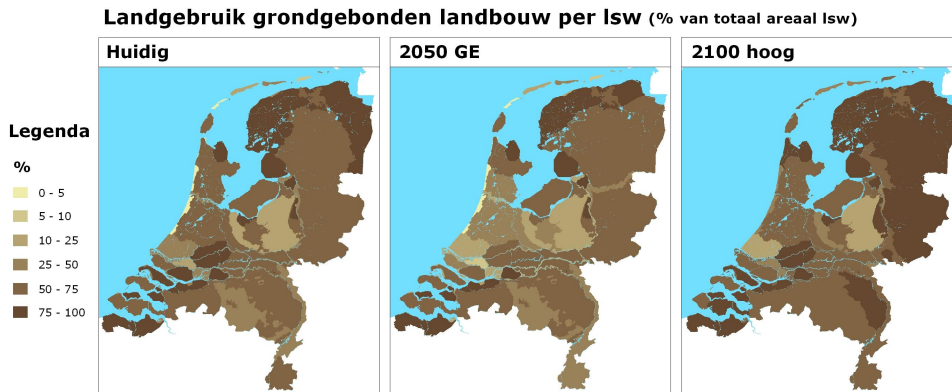 Landgebruik grondgebonden landbouw per lsw (% van totaal areaal lsw)
Huidig
2050 GE
2100 hoog
Legenda
%
0 - 5
5 - 10
10 - 25
25 - 50
50 - 75
75 - 100